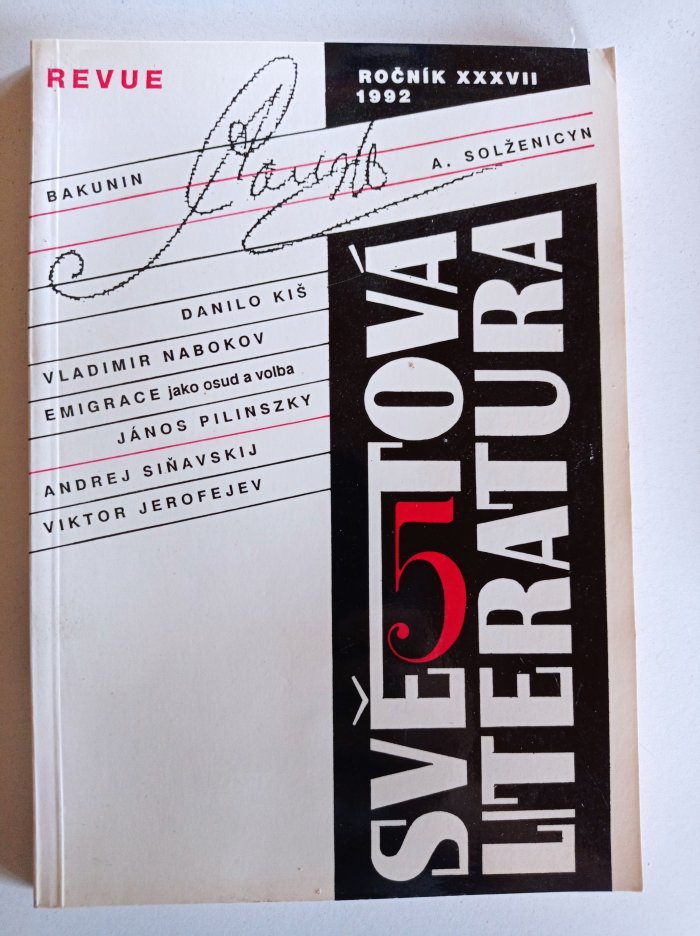 REVUE
ROČNÍK XXXVII
1992
BAKUNIN
A. SOLŽENICYN
DANILO KIŠ
VLADIMIR NABOKOV
EMIGRACE jako osud a volba
JÁNOS PILINSZKY
ANDREJ SIŇAVSKIJ
VIKTOR JEROFEJEV
SVĚTOVÁ
5
LITERATURA